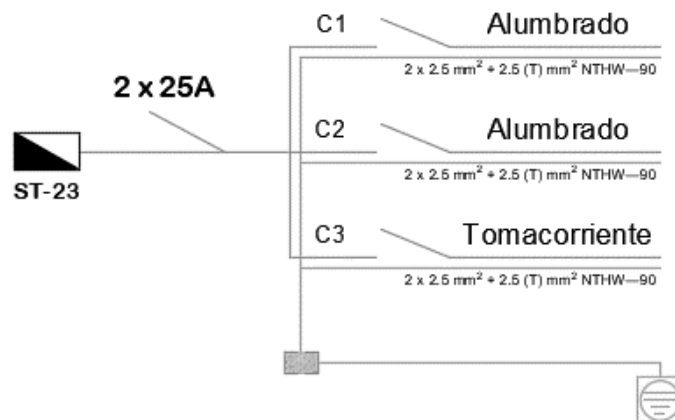 C1 Alumbrado
2 x 2.5 mm² + 2.5 (T) mm² NTHW—90
2 x 25A
C2 Alumbrado
2 x 2.5 mm² + 2.5 (T) mm² NTHW—90
ST-23
C3 Tomacorriente
2 x 2.5 mm² + 2.5 (T) mm² NTHW—90